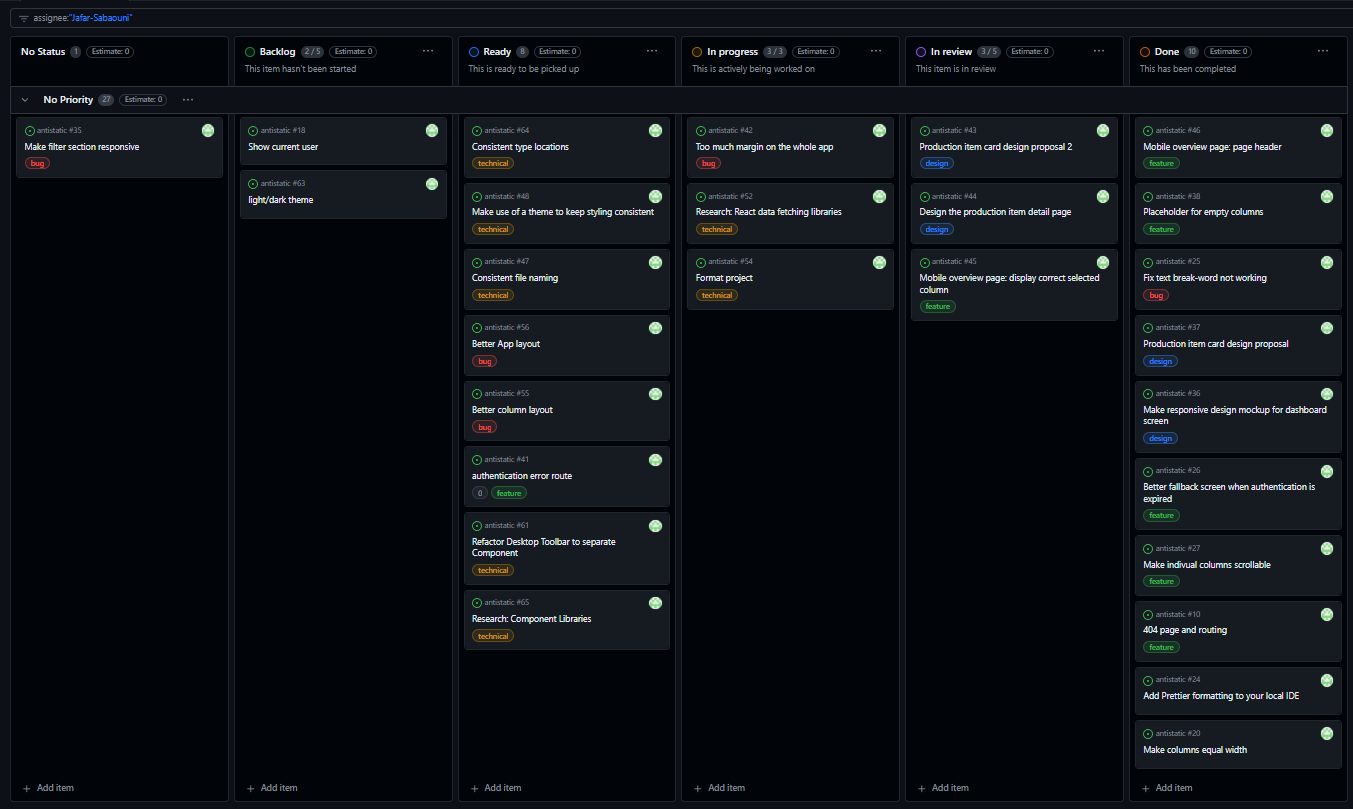 assignee:"Jafar-Sabaouni"
No Status 1 Estimate: 0
Backlog 2 / 5 Estimate: 0
This item hasn't been started
Ready 8 Estimate: 0
This is ready to be picked up
In progress 3 / 3 Estimate: 0
This is actively being worked on
In review 3 / 5 Estimate: 0
This item is in review
Done 10 Estimate: 0
This has been completed
No Priority 27 Estimate: 0
antistatic #35
Make filter section responsive
bug
Add item
antistatic #18
Show current user
antistatic #63
light/dark theme
Add item
antistatic #64
Consistent type locations
technical
antistatic #48
Make use of a theme to keep styling consistent
technical
antistatic #47
Consistent file naming
technical
antistatic #56
Better App layout
bug
antistatic #55
Better column layout
bug
antistatic #41
authentication error route
0 feature
antistatic #61
Refactor Desktop Toolbar to separate
Component
technical
antistatic #65
Research: Component Libraries
technical
Add item
antistatic #42
Too much margin on the whole app
bug
antistatic #52
Research: React data fetching libraries
technical
antistatic #54
Format project
technical
Add item
antistatic #43
Production item card design proposal 2
design
antistatic #44
Design the production item detail page
design
antistatic #45
Mobile overview page: display correct selected
column
feature
Add item
antistatic #46
Mobile overview page: page header
feature
antistatic #38
Placeholder for empty columns
feature
antistatic #25
Fix text break-word not working
bug
antistatic #37
Production item card design proposal
design
antistatic #36
Make responsive design mockup for dashboard
screen
design
antistatic #26
Better fallback screen when authentication is
expired
feature
antistatic #27
Make indivual columns scrollable
feature
antistatic #10
404 page and routing
feature
antistatic #24
Add Prettier formatting to your local IDE
antistatic #20
Make columns equal width
Add item